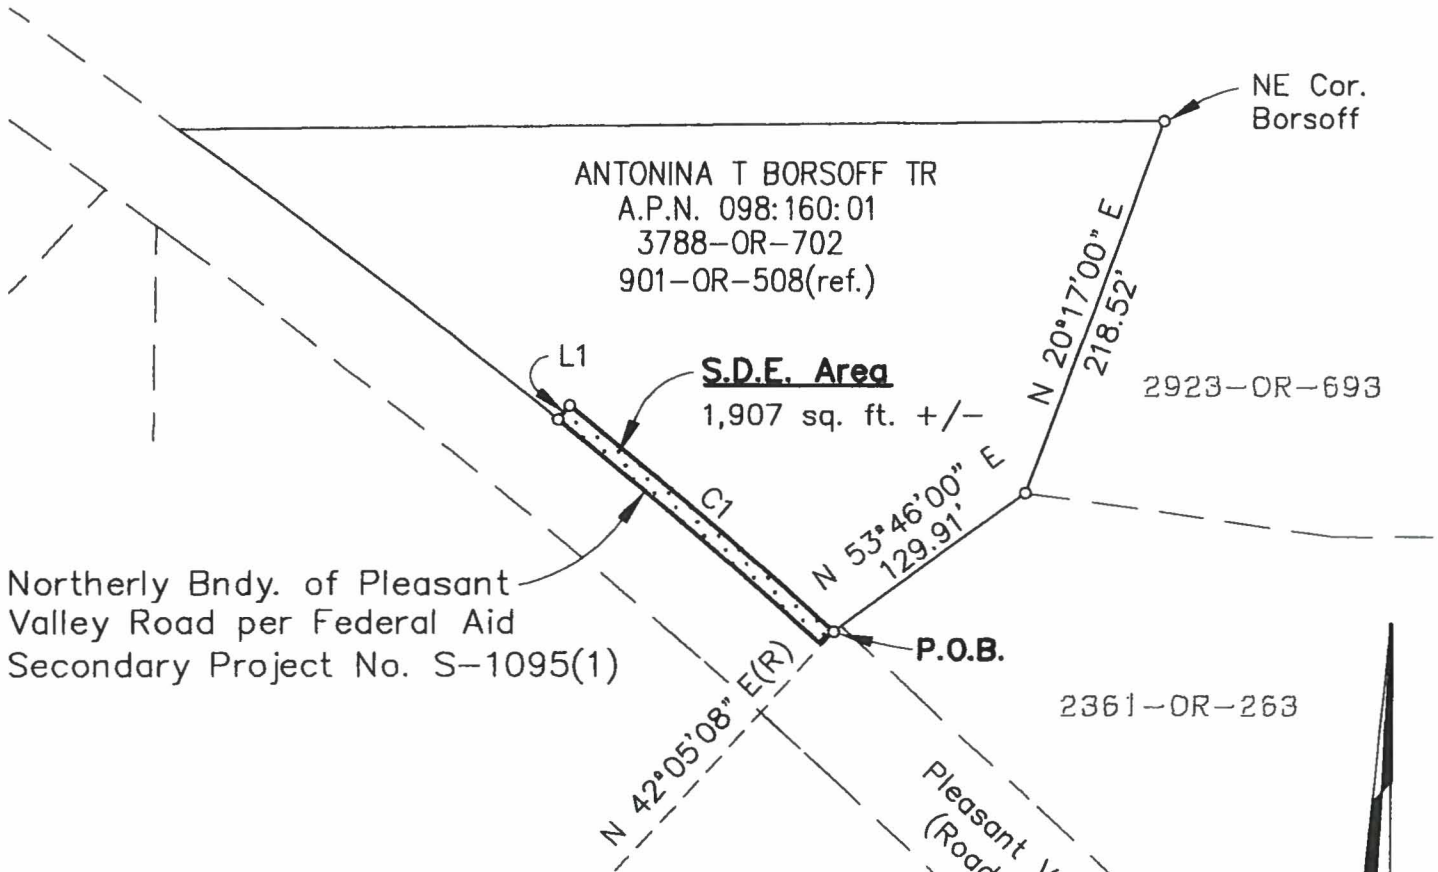 NE Cor.
Borsoff
ANTONINA T BORSOFF TR
A.P.N. 098:160:01
3788-OR-702
901-OR-508(ref.)
N 20°17'00" E
218.52'
L1
S.D.E. Area
1,907 sq. ft. +/-
2923-OR-693
C1
N 53°46'00" E
129.91'
Northerly Bndy. of Pleasant
Valley Road per Federal Aid
Secondary Project No. S-1095(1)
P.O.B.
N 42°05'08" E(R)
2361-OR-263
Pleasant
(Road